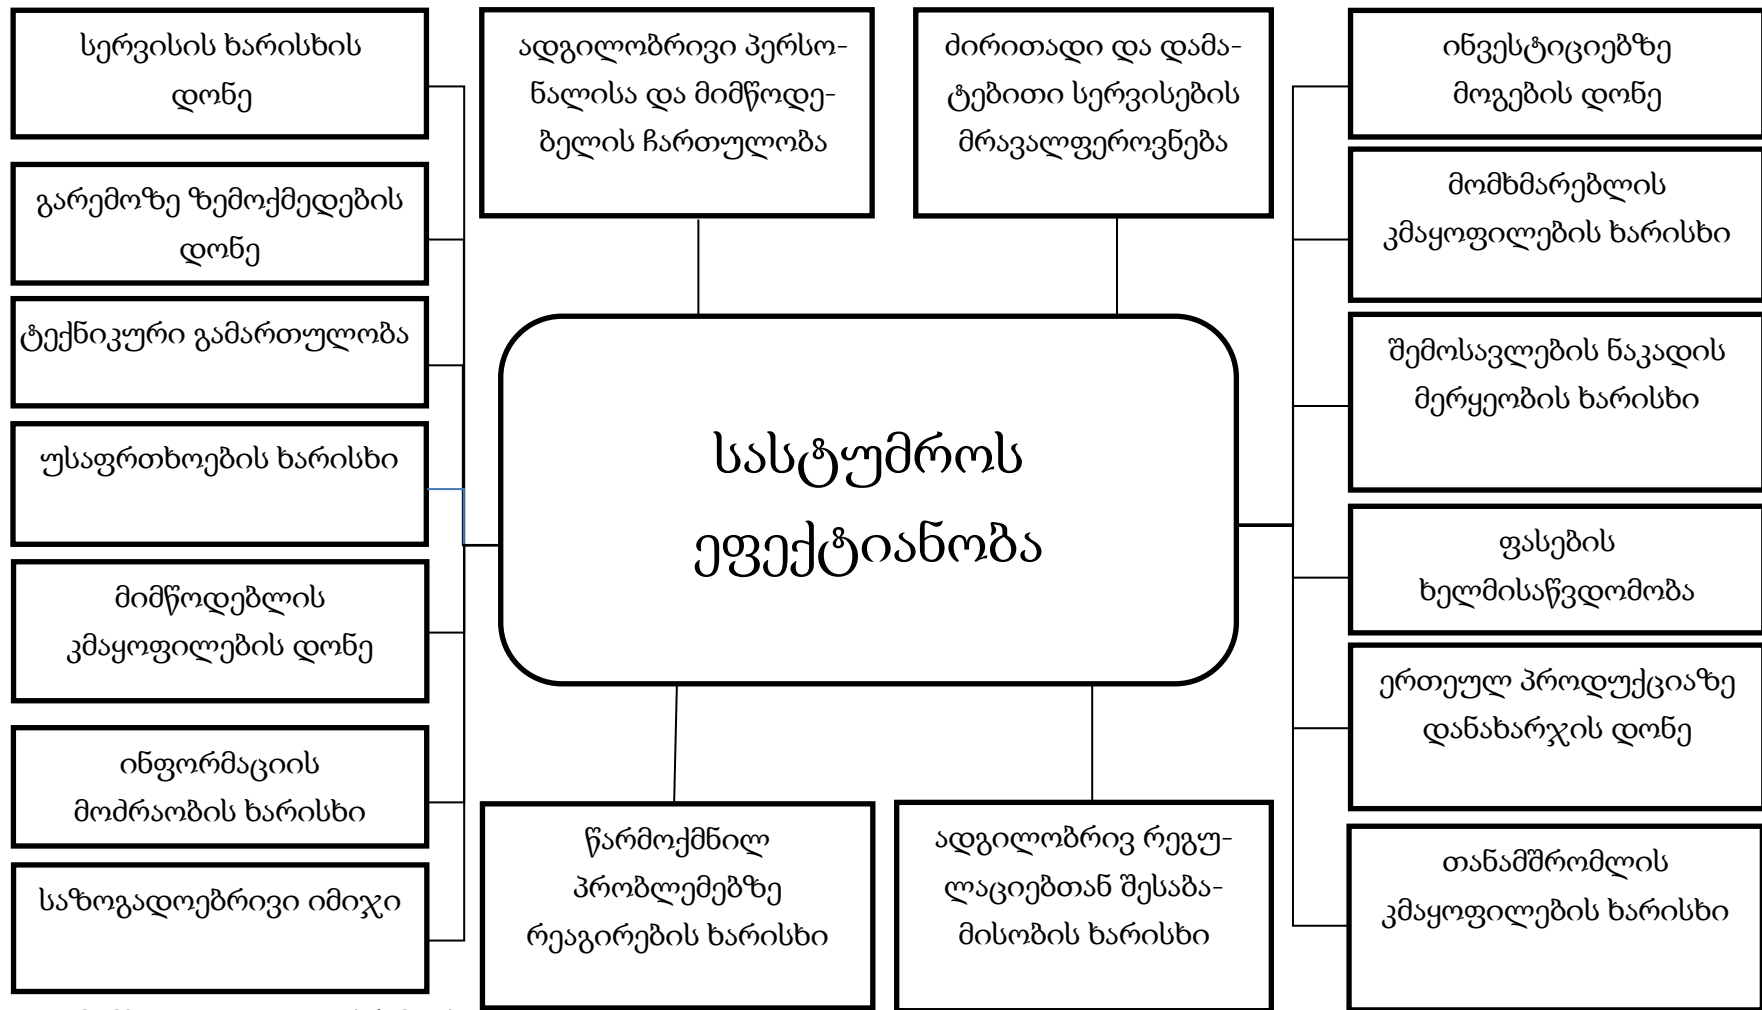 სერვისის ხარისხის
დონე
გარემოზე ზემოქმედების
დონე
ტექნიკური გამართულობა
უსაფრთხოების ხარისხი
მიმწოდებლის
კმაყოფილების დონე
ინფორმაციის
მოძრაობის ხარისხი
საზოგადოებრივი იმიჯი
ადგილობრივი პერსო-
ნალისა და მიმწოდე-
ბელის ჩართულობა
ძირითადი და დამა-
ტებითი სერვისების
მრავალფეროვნება
სასტუმროს
ეფექტიანობა
წარმოქმნილ
პრობლემებზე
რეაგირების ხარისხი
ადგილობრივ რეგუ-
ლაციებთან შესაბა-
მისობის ხარისხი
ინვესტიციებზე
მოგების დონე
მომხმარებლის
კმაყოფილების ხარისხი
შემოსავლების ნაკადის
მერყეობის ხარისხი
ფასების
ხელმისაწვდომობა
ერთეულ პროდუქციაზე
დანახარჯის დონე
თანამშრომლის
კმაყოფილების ხარისხი